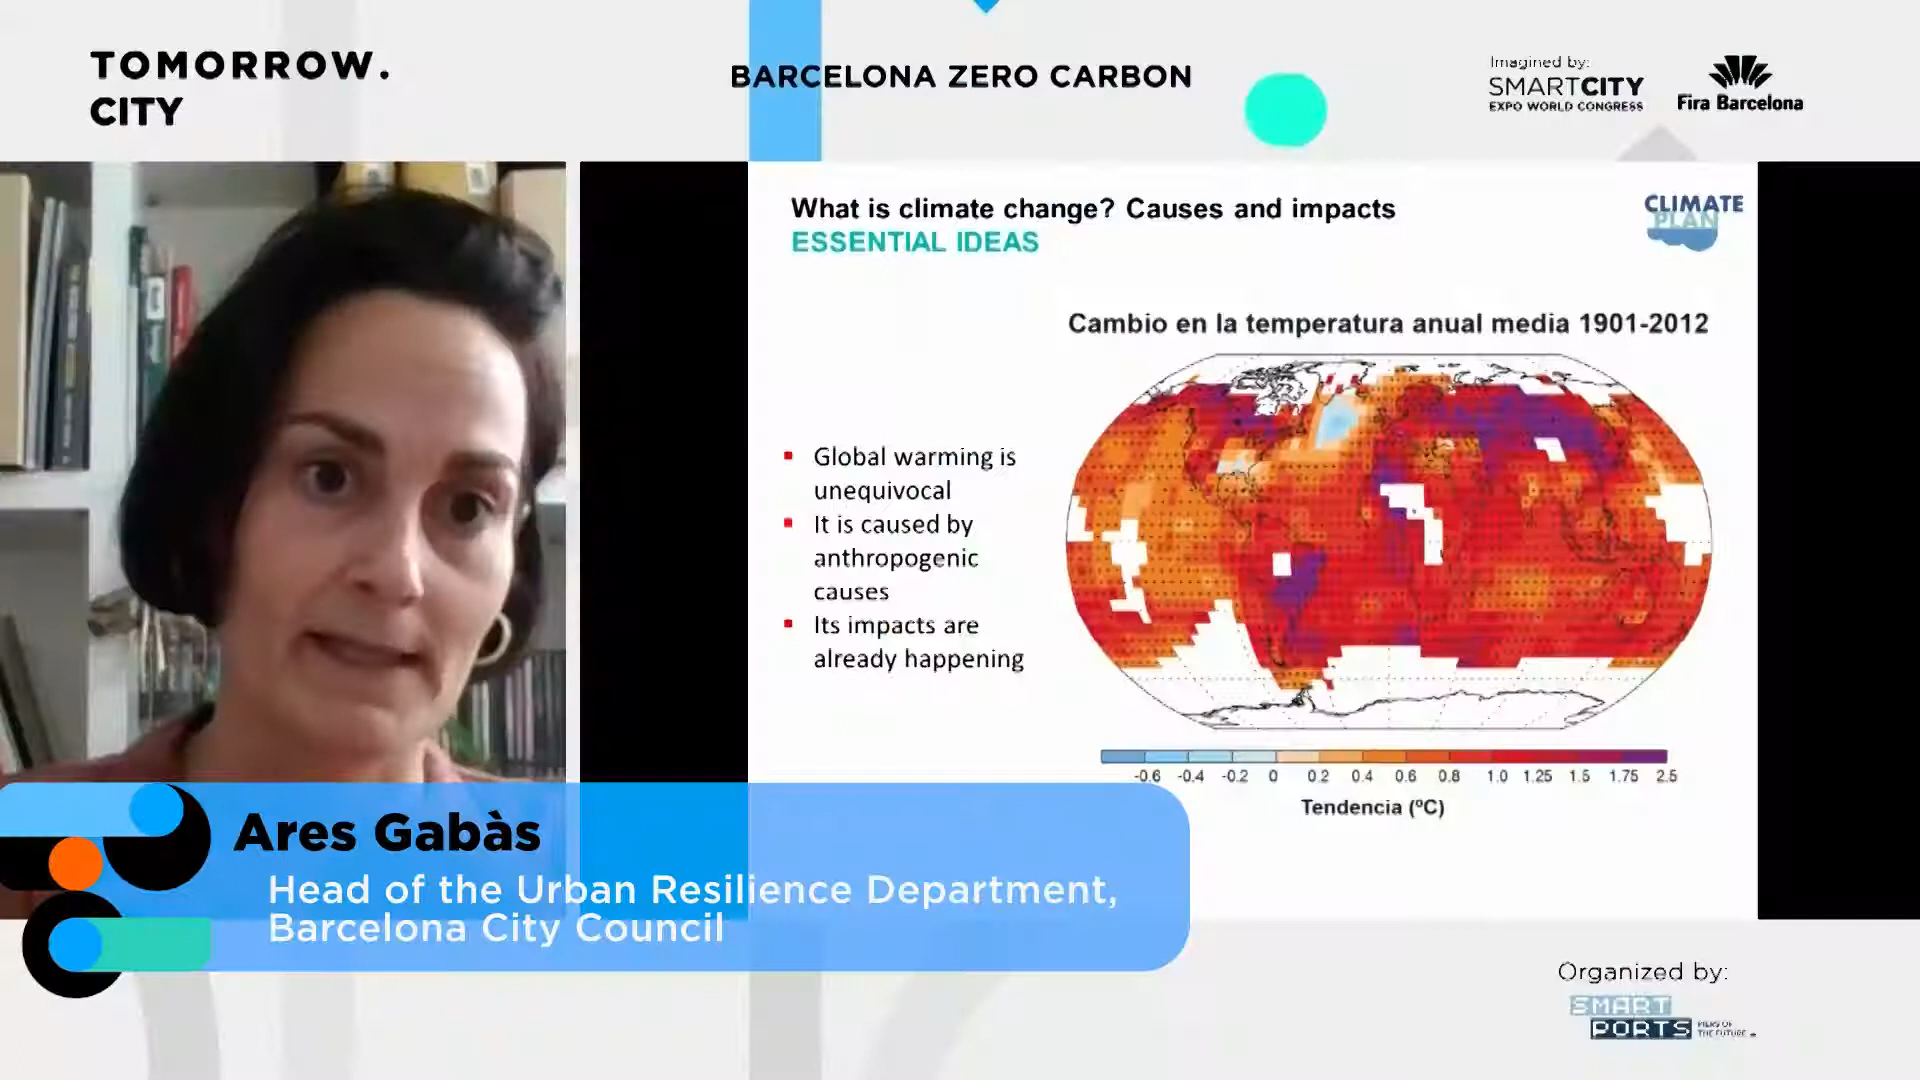 TOMORROW.
CITY
BARCELONA ZERO CARBON
Imagined by:
SMARTCITY
EXPO WORLD CONGRESS
Fira Barcelona
What is climate change? Causes and impacts
ESSENTIAL IDEAS
CLIMATE
PLAN
Cambio en la temperatura anual media 1901-2012
▪ Global warming is
unequivocal
▪ It is caused by
anthropogenic
causes
▪ Its impacts are
already happening
-0.6 -0.4 -0.2 0 0.2 0.4 0.6 0.8 1.0 1.25 1.5 1.75 2.5
Tendencia (ºC)
Ares Gabàs
Head of the Urban Resilience Department,
Barcelona City Council
Organized by:
SMART
PORTS
PIERS OF
THE FUTURE